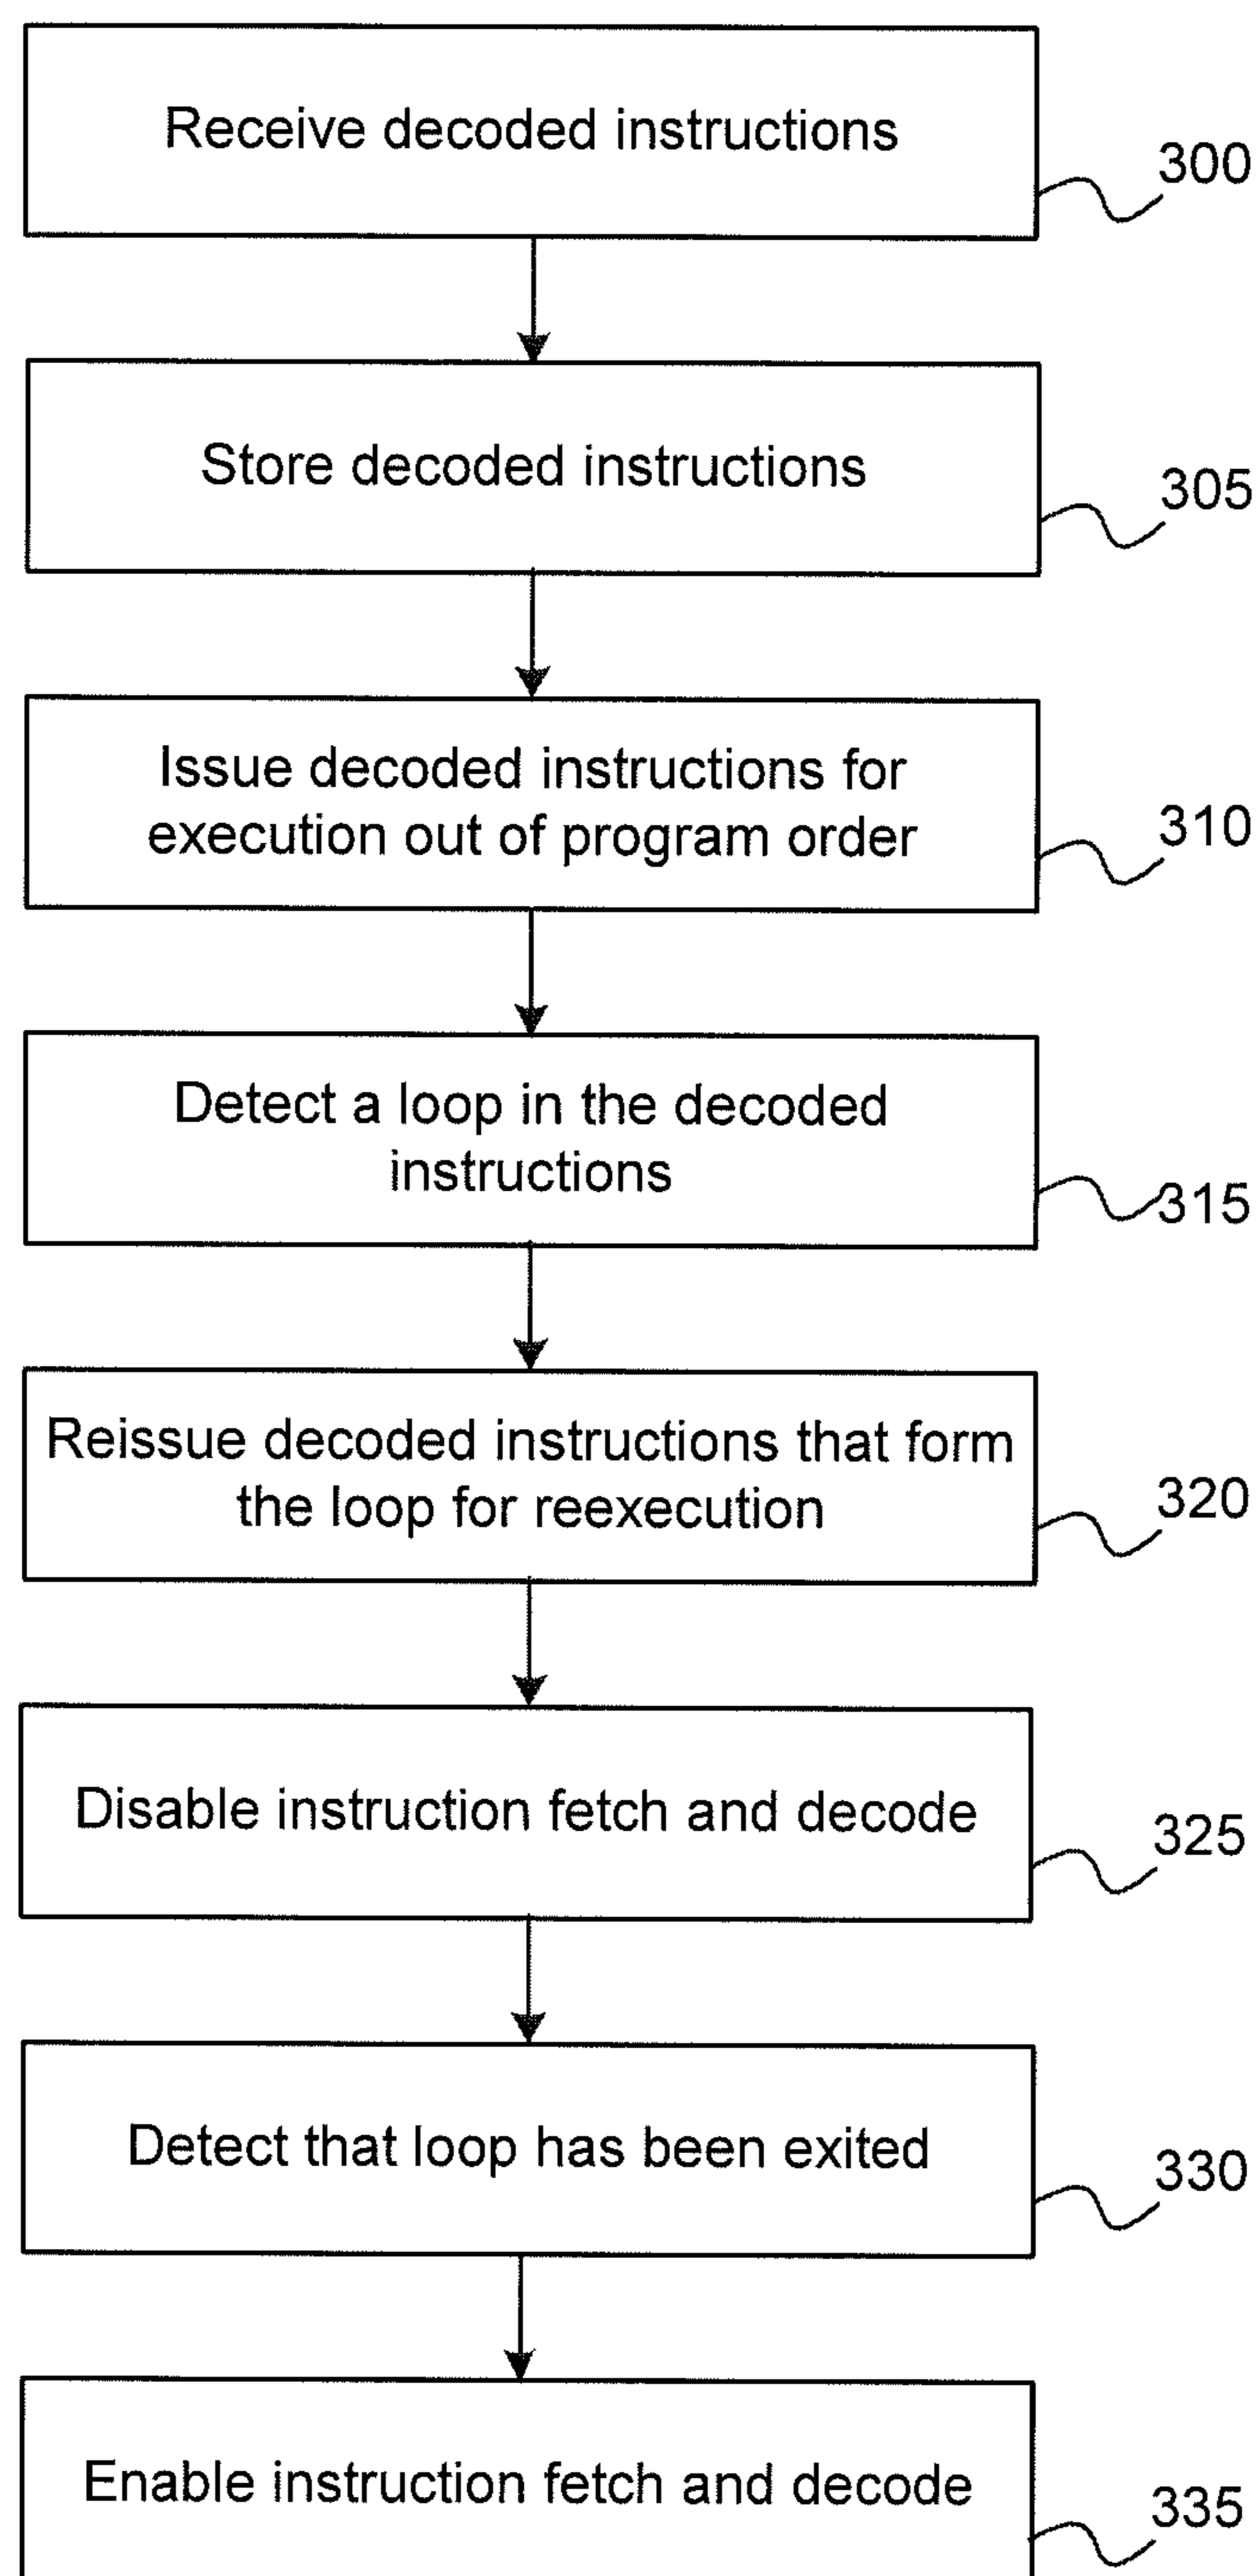 Receive decoded instructions
300
Store decoded instructions
305
Issue decoded instructions for
execution out of program order
310
Detect a loop in the decoded
instructions
315
Reissue decoded instructions that form
the loop for reexecution
320
Disable instruction fetch and decode
325
Detect that loop has been exited
330
Enable instruction fetch and decode
335